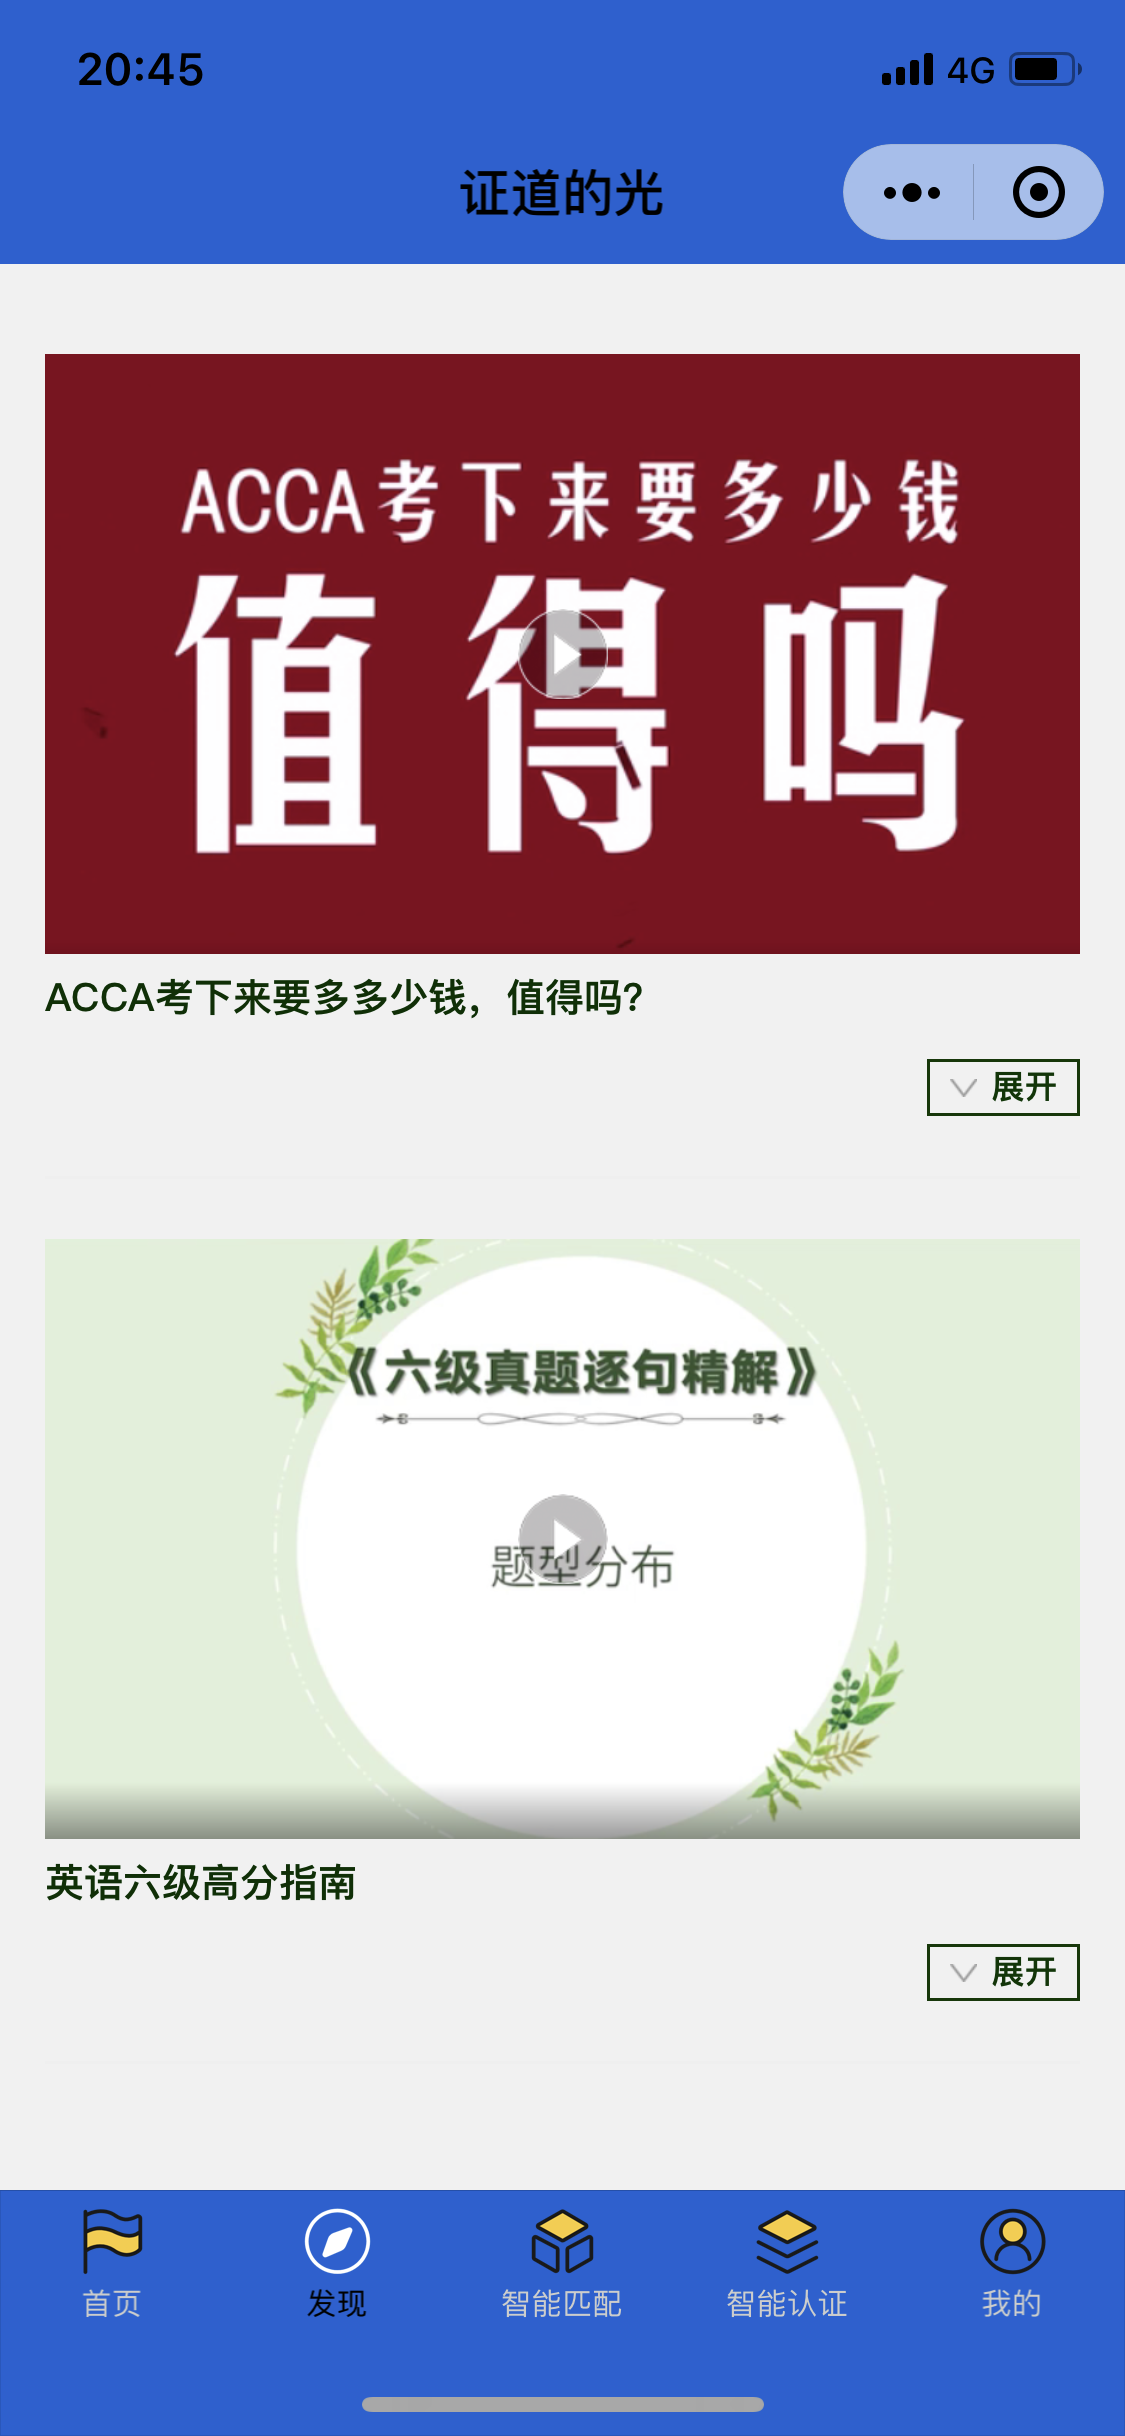 20:45
4G
证道的光
ACCA考下来要多少钱
值得吗
ACCA考下来要多多少钱，值得吗?
展开
《六级真题逐句精解》
题型分布
英语六级高分指南
展开
首页
发现
智能匹配
智能认证
我的